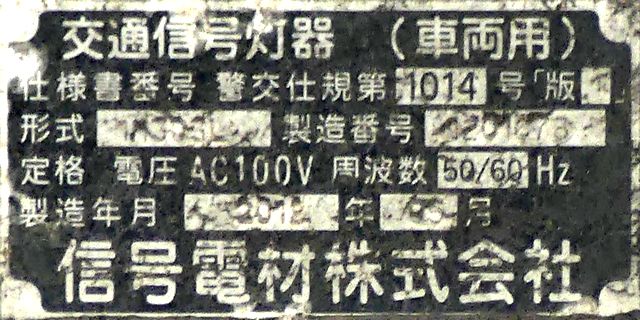 交通信号灯器 (車両用)
仕様書番号 警交仕規第 1014 号「版
形式 製造番号
定格 電圧 AC100V 周波数 50/60 Hz
製造年月 年 月
信号電材株式会社